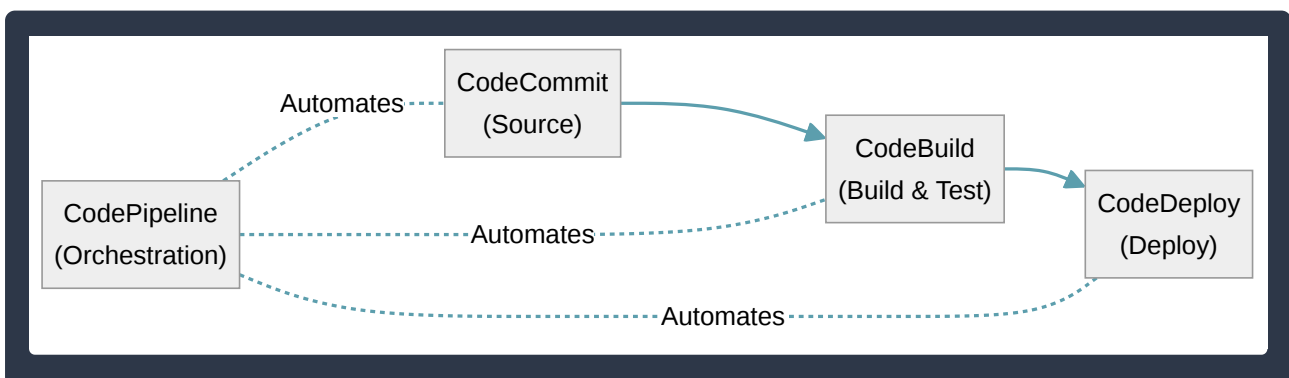 CodeCommit
(Source)
Automates
CodeBuild
(Build & Test)
CodeDeploy
(Deploy)
CodePipeline
(Orchestration)
Automates
Automates